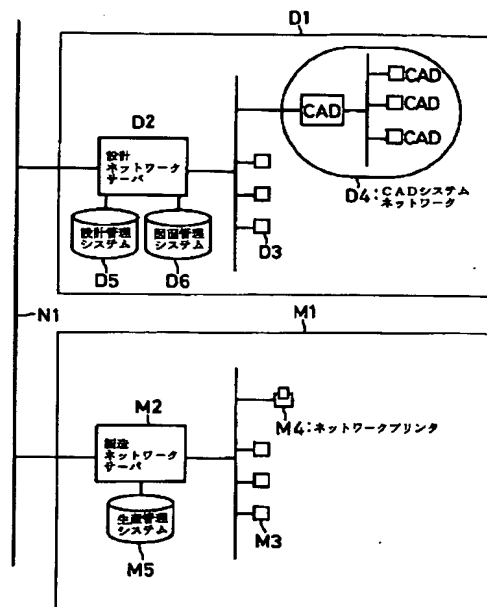 D1
D2
設計
ネットワーク
サーバ
CAD
CAD
CAD
CAD
D4:CADシステム
ネットワーク
設計管理
システム
図面管理
システム
D5
D6
D3
N1
M1
M2
製造
ネットワーク
サーバ
M4:ネットワークプリンタ
生産管理
システム
M5
M3